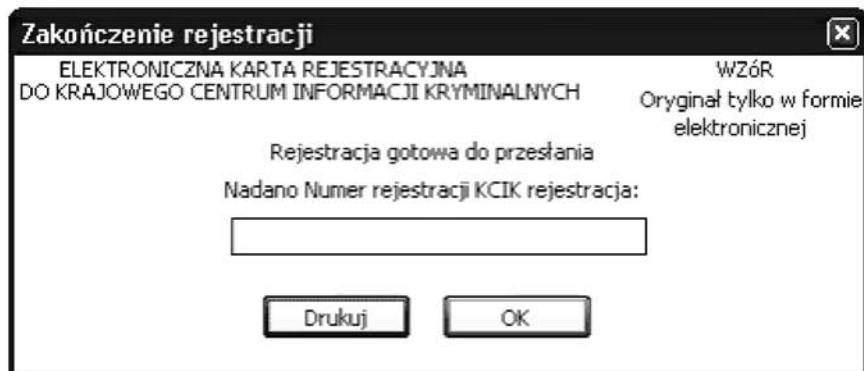 Zakończenie rejestracji
ELEKTRONICZNA KARTA REJESTRACYJNA
DO KRAJOWEGO CENTRUM INFORMACJI KRYMINALNYCH
WZóR
Oryginał tylko w formie
elektronicznej
Rejestracja gotowa do przesłania
Nadano Numer rejestracji KCIK rejestracja:
Drukuj
OK